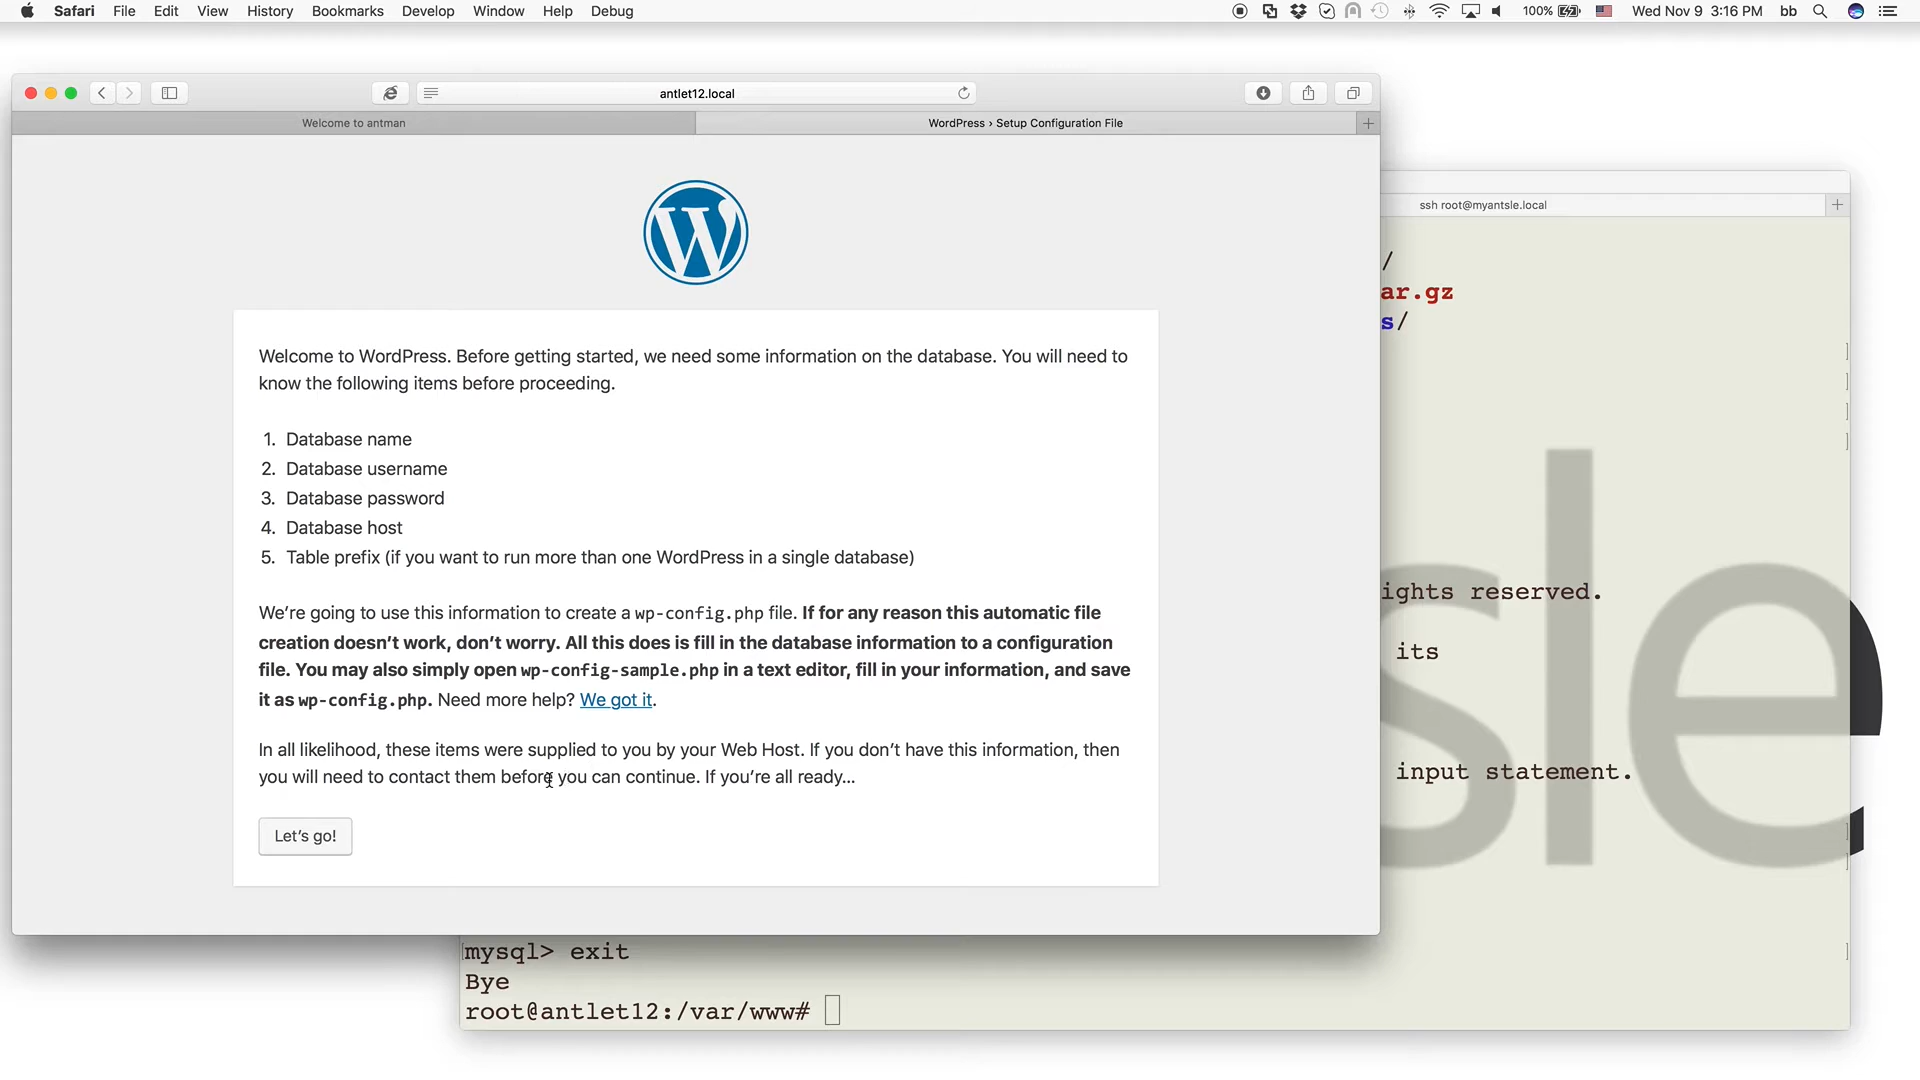 Safari File Edit View History Bookmarks Develop Window Help Debug 100% Wed Nov 9 3:16 PM bb
antlet12.local
Welcome to antman WordPress › Setup Configuration File
ssh root@myantsle.local
/
ar.gz
s/
Welcome to WordPress. Before getting started, we need some information on the database. You will need to
know the following items before proceeding.
1. Database name
2. Database username
3. Database password
4. Database host
5. Table prefix (if you want to run more than one WordPress in a single database)
We’re going to use this information to create a wp-config.php file. If for any reason this automatic file
creation doesn’t work, don’t worry. All this does is fill in the database information to a configuration
file. You may also simply open wp-config-sample.php in a text editor, fill in your information, and save
it as wp-config.php. Need more help? We got it.
In all likelihood, these items were supplied to you by your Web Host. If you don’t have this information, then
you will need to contact them before you can continue. If you’re all ready…
Let’s go!
ights reserved.
its
input statement.
sle
mysql> exit
Bye
root@antlet12:/var/www#